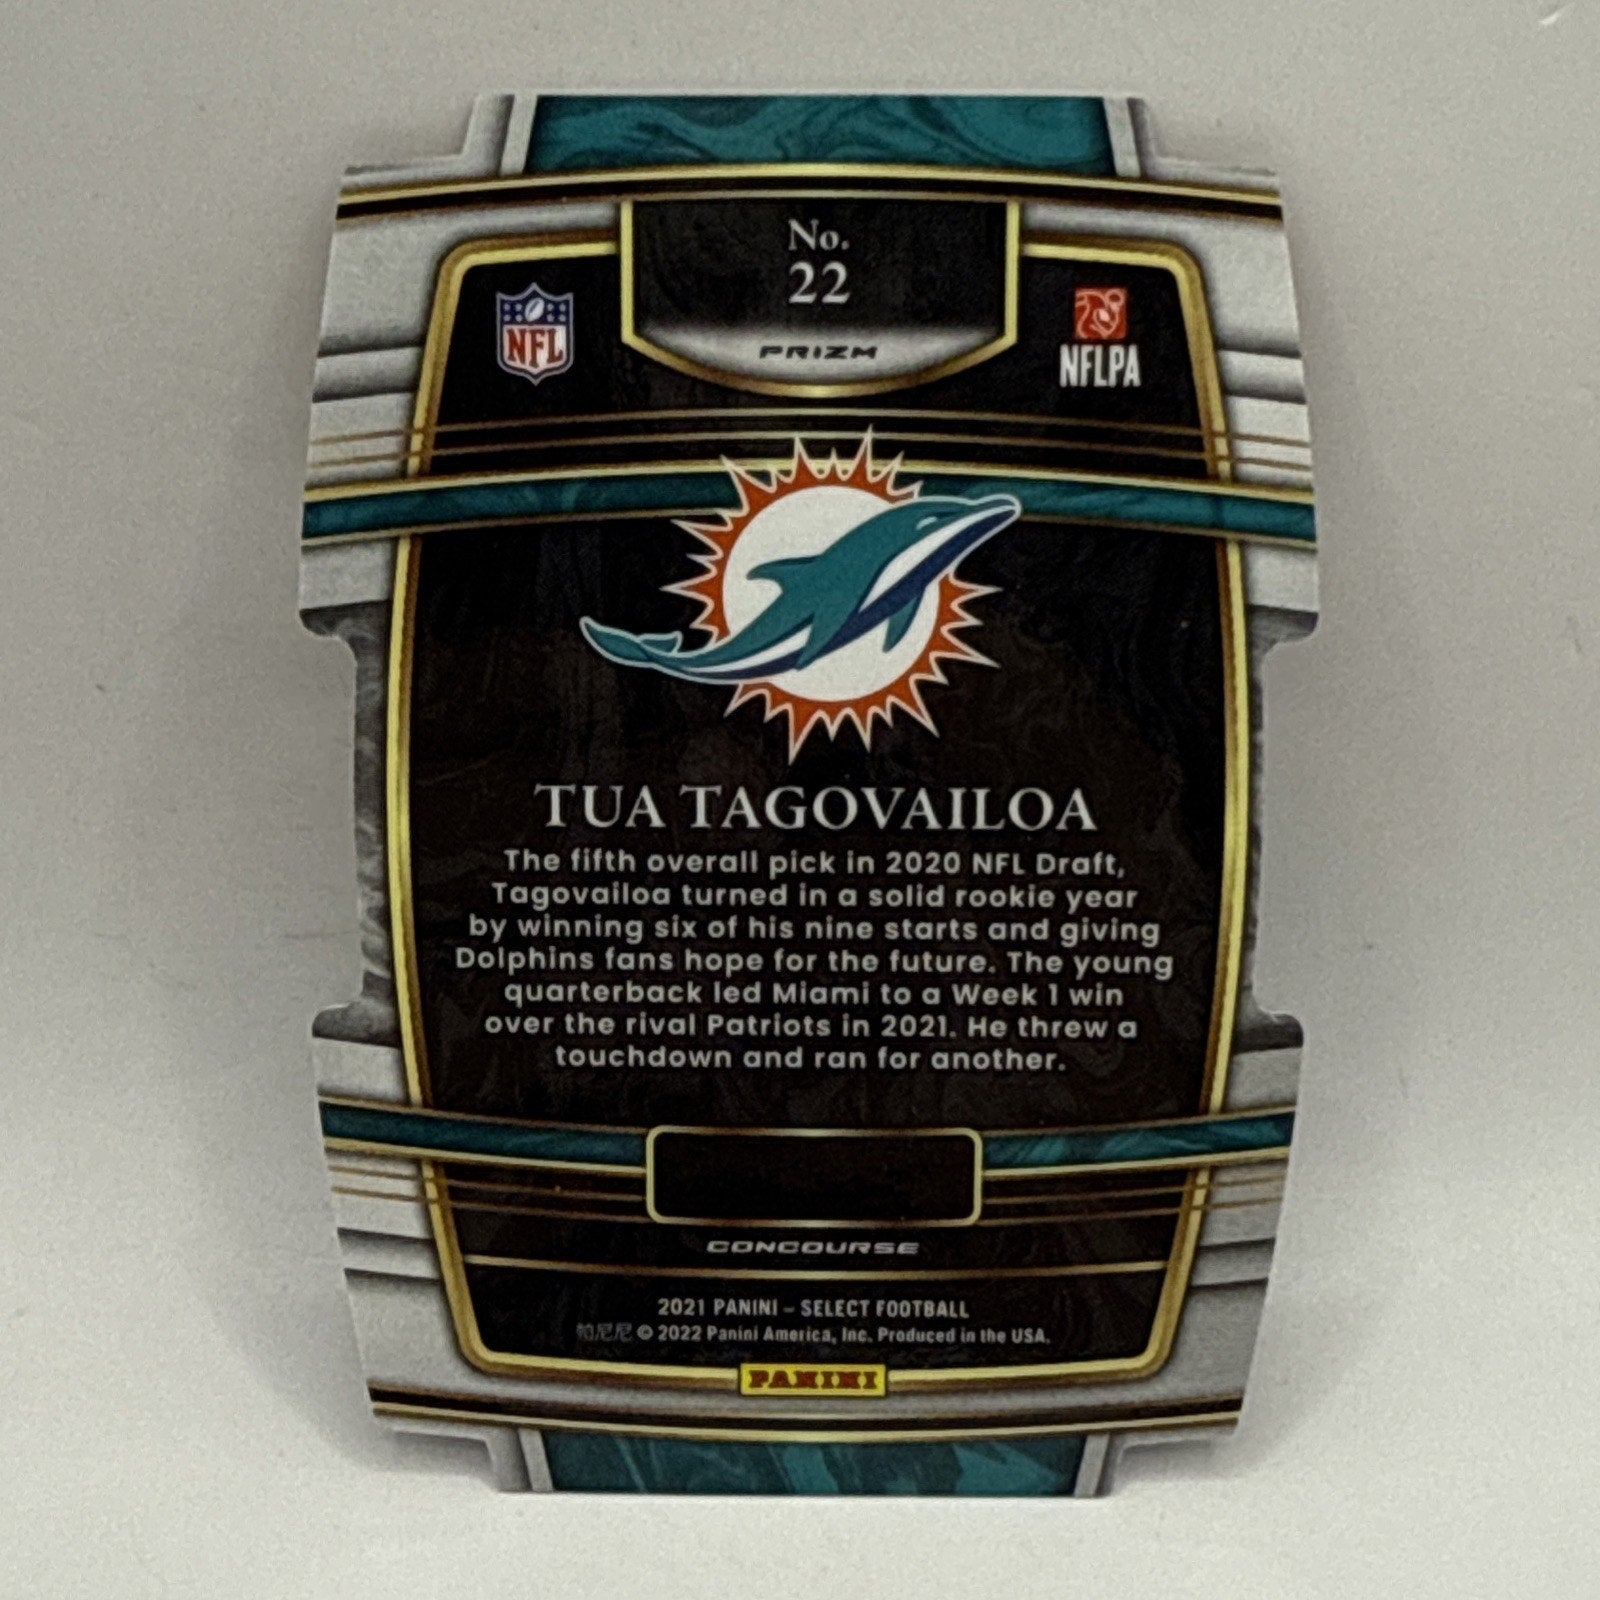 No.
22
PRIZM
NFL
NFLPA
TUA TAGOVAILOA
The fifth overall pick in 2020 NFL Draft,
Tagovailoa turned in a solid rookie year
by winning six of his nine starts and giving
Dolphins fans hope for the future. The young
quarterback led Miami to a Week 1 win
over the rival Patriots in 2021. He threw a
touchdown and ran for another.
CONCOURSE
2021 PANINI – SELECT FOOTBALL
帕尼尼 © 2022 Panini America, Inc. Produced in the USA.
PANINI